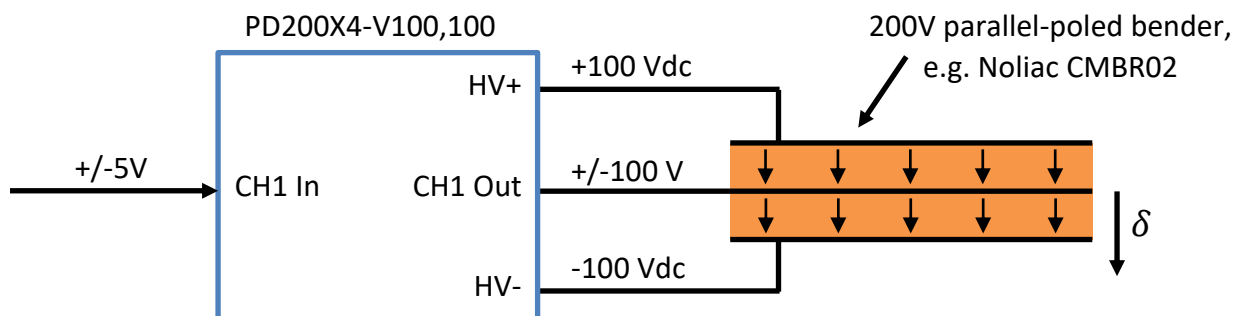 PD200X4-V100,100
200V parallel-poled bender,
e.g. Noliac CMBR02
HV+
+100 Vdc
+/-5V
CH1 In
CH1 Out
+/-100 V
δ
HV-
-100 Vdc